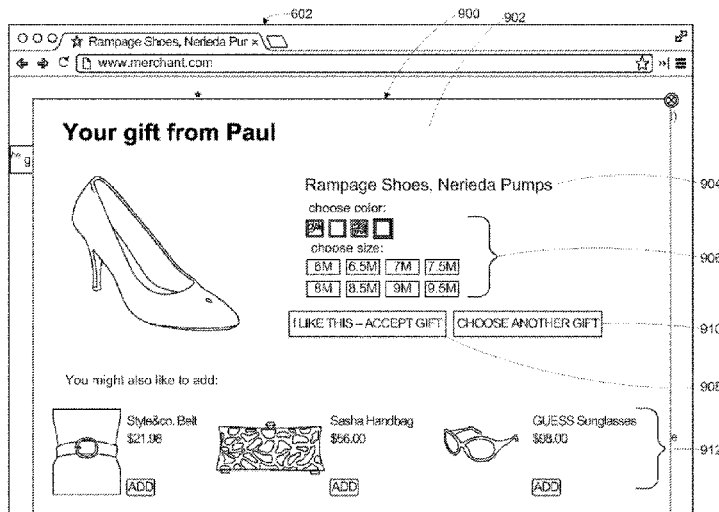 602
900
902
Rampage Shoes, Nerieda Pur ×
www.merchant.com
Your gift from Paul
g
Rampage Shoes, Nerieda Pumps
904
choose color:
choose size:
906
6M 6.5M 7M 7.5M
8M 8.5M 9M 9.5M
I LIKE THIS – ACCEPT GIFT CHOOSE ANOTHER GIFT
910
You might also like to add:
908
Style&co. Belt
$21.98
ADD
Sasha Handbag
$56.00
ADD
GUESS Sunglasses
$98.00
ADD
e
912